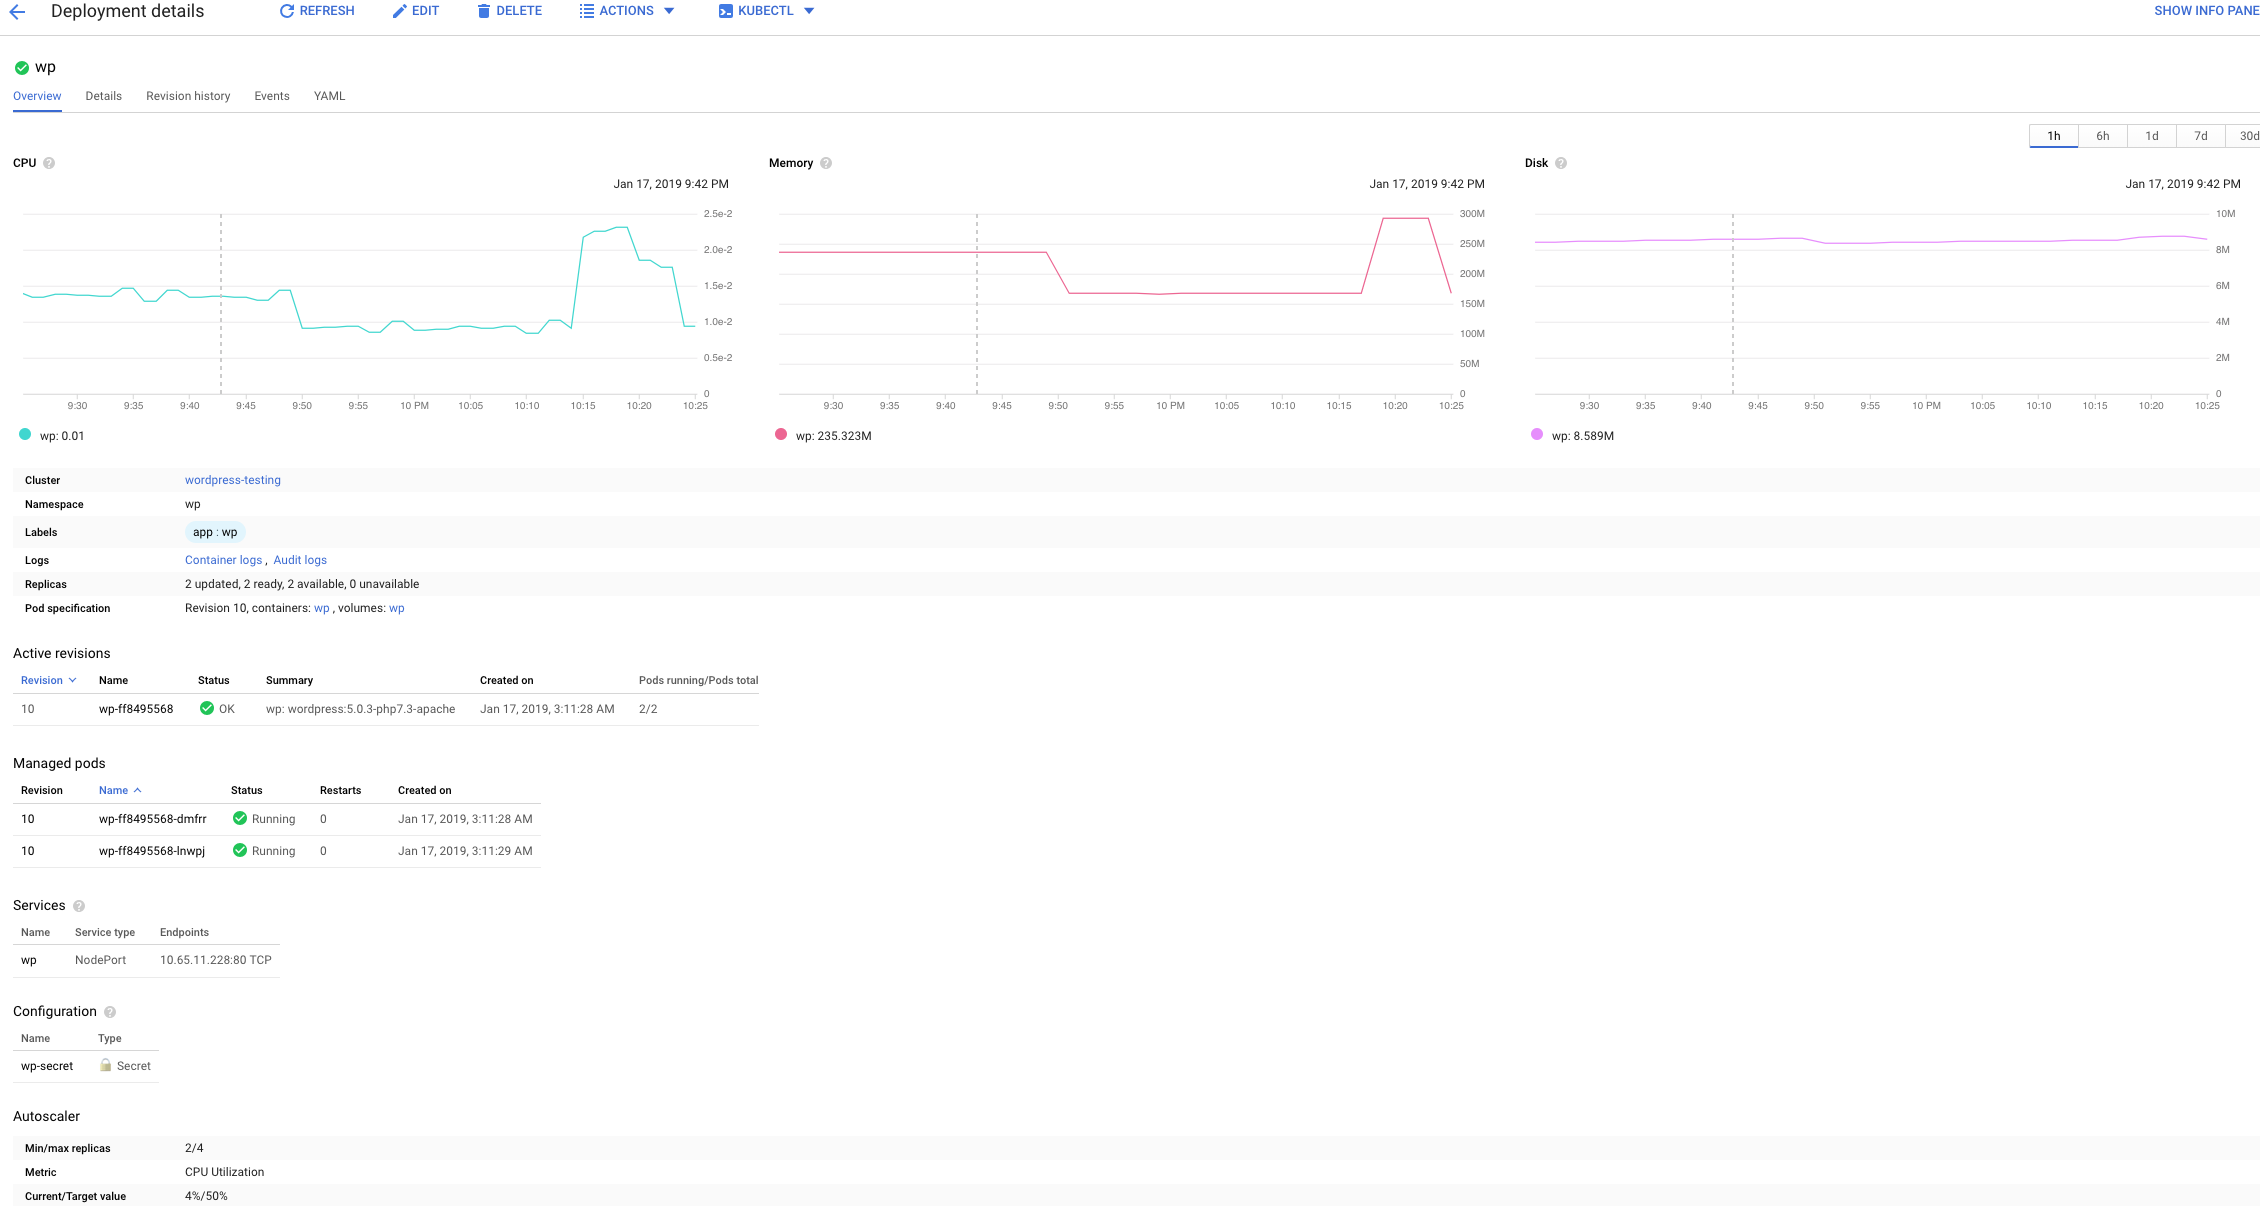 Deployment details REFRESH EDIT DELETE ACTIONS KUBECTL SHOW INFO PANE
wp
Overview Details Revision history Events YAML
1h 6h 1d 7d 30d
CPU
Jan 17, 2019 9:42 PM
2.5e-2
2.0e-2
1.5e-2
1.0e-2
0.5e-2
0
9:30 9:35 9:40 9:45 9:50 9:55 10 PM 10:05 10:10 10:15 10:20 10:25
wp: 0.01
Memory
Jan 17, 2019 9:42 PM
300M
250M
200M
150M
100M
50M
0
9:30 9:35 9:40 9:45 9:50 9:55 10 PM 10:05 10:10 10:15 10:20 10:25
wp: 235.323M
Disk
Jan 17, 2019 9:42 PM
10M
8M
6M
4M
2M
0
9:30 9:35 9:40 9:45 9:50 9:55 10 PM 10:05 10:10 10:15 10:20 10:25
wp: 8.589M
Cluster wordpress-testing
Namespace wp
Labels app : wp
Logs Container logs , Audit logs
Replicas 2 updated, 2 ready, 2 available, 0 unavailable
Pod specification Revision 10, containers: wp , volumes: wp
Active revisions
Revision Name Status Summary Created on Pods running/Pods total
10 wp-ff8495568 OK wp: wordpress:5.0.3-php7.3-apache Jan 17, 2019, 3:11:28 AM 2/2
Managed pods
Revision Name Status Restarts Created on
10 wp-ff8495568-dmfrr Running 0 Jan 17, 2019, 3:11:28 AM
10 wp-ff8495568-lnwpj Running 0 Jan 17, 2019, 3:11:29 AM
Services
Name Service type Endpoints
wp NodePort 10.65.11.228:80 TCP
Configuration
Name Type
wp-secret Secret
Autoscaler
Min/max replicas 2/4
Metric CPU Utilization
Current/Target value 4%/50%